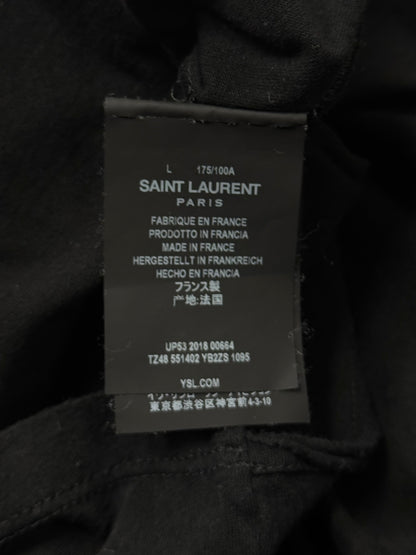 L 175/100A
SAINT LAURENT
PARIS
FABRIQUE EN FRANCE
PRODOTTO IN FRANCIA
MADE IN FRANCE
HERGESTELLT IN FRANKREICH
HECHO EN FRANCIA
フランス製
产地:法国
UP53 2018 00664
TZ48 551402 YB2ZS 1095
YSL.COM
東京都渋谷区神宮前4-3-10